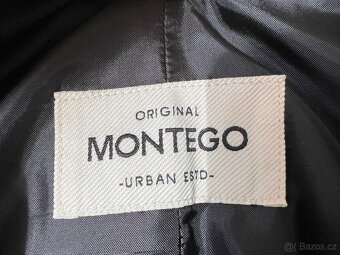 ORIGINAL
MONTEGO
-URBAN ESTD-
Bazos.cz